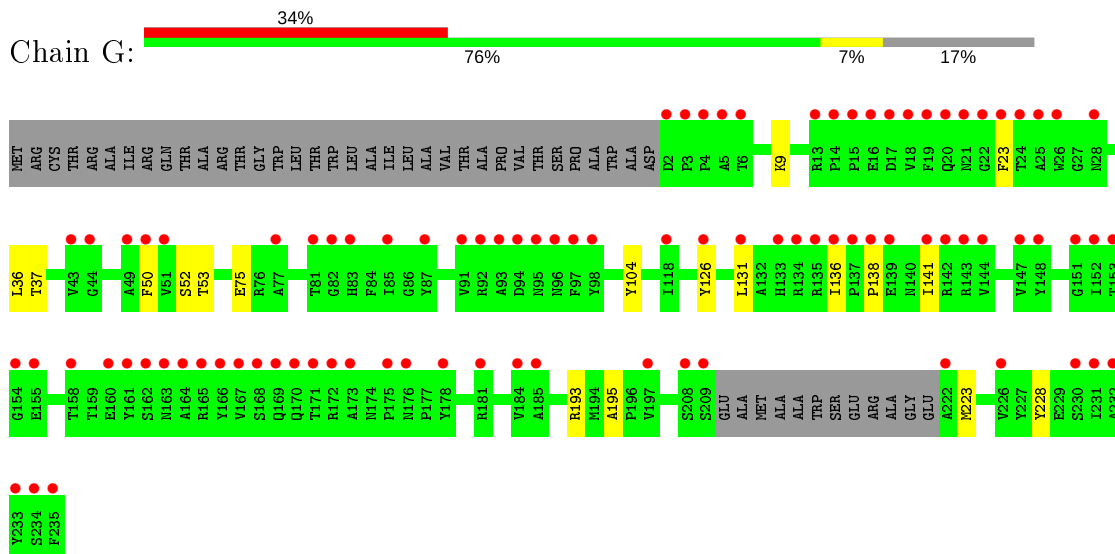 34%
Chain G:
76% 7% 17%
MET ARG CYS THR ARG ALA ILE ARG GLN THR THR ALA ARG THR GLY TRP LEU THR TRP LEU ALA ILE LEU ALA VAL THR ALA PRO VAL THR SER PRO ALA TRP ALA ASP D2 P3 P4 A5 T6 K9 R13 P14 P15 E16 D17 V18 F19 Q20 N21 G22 F23 T24 A25 W26 G27 N28
L36 T37 V43 G44 A49 F50 V51 S52 T53 E75 R76 A77 T81 G82 H83 F84 I85 G86 Y87 V91 R92 A93 D94 N95 N96 F97 Y98 Y104 I118 Y126 L131 A132 H133 R134 R135 I136 P137 P138 E139 N140 I141 R142 R143 V144 V147 Y148 G151 I152 T153
G154 E155 T158 T159 E160 Y161 S162 N163 A164 R165 Y166 V167 S168 Q169 Q170 T171 R172 A173 N174 P175 N176 P177 Y178 R181 V184 A185 R193 M194 A195 P196 V197 S208 S209 GLU ALA MET ALA ALA TRP SER GLU ARG ALA GLY GLU A222 M223 V226 Y227 Y228 E229 S230 I231 A232
Y233 S234 F235